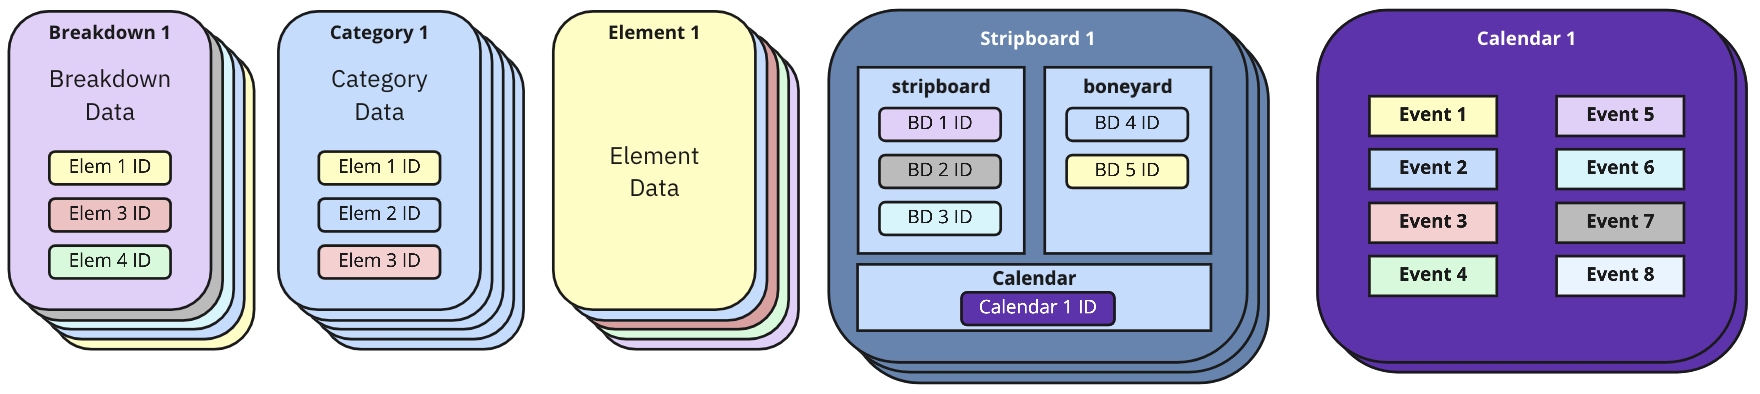 Breakdown 1
Breakdown
Data
Elem 1 ID
Elem 3 ID
Elem 4 ID
Category 1
Category
Data
Elem 1 ID
Elem 2 ID
Elem 3 ID
Element 1
Element
Data
Stripboard 1
stripboard
BD 1 ID
BD 2 ID
BD 3 ID
boneyard
BD 4 ID
BD 5 ID
Calendar
Calendar 1 ID
Calendar 1
Event 1
Event 2
Event 3
Event 4
Event 5
Event 6
Event 7
Event 8